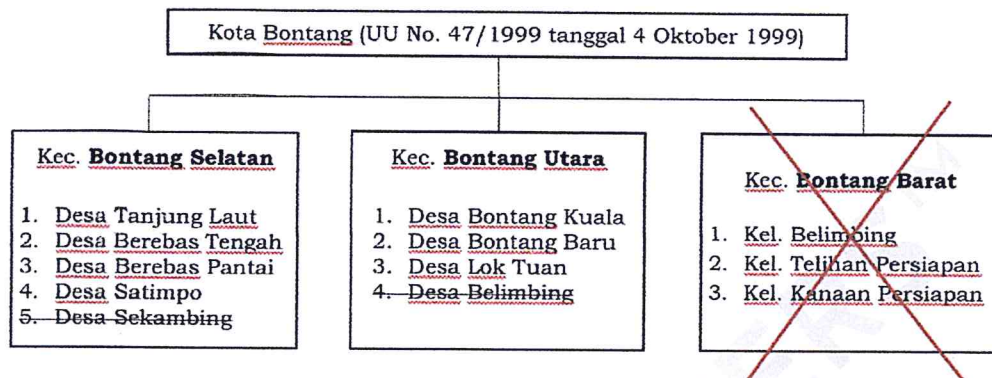 Kota Bontang (UU No. 47/1999 tanggal 4 Oktober 1999)
Kec. Bontang Selatan
1. Desa Tanjung Laut
2. Desa Berebas Tengah
3. Desa Berebas Pantai
4. Desa Satimpo
5. Desa Sekambing
Kec. Bontang Utara
1. Desa Bontang Kuala
2. Desa Bontang Baru
3. Desa Lok Tuan
4. Desa Belimbing
Kec. Bontang Barat
1. Kel. Belimbing
2. Kel. Telihan Persiapan
3. Kel. Kanaan Persiapan